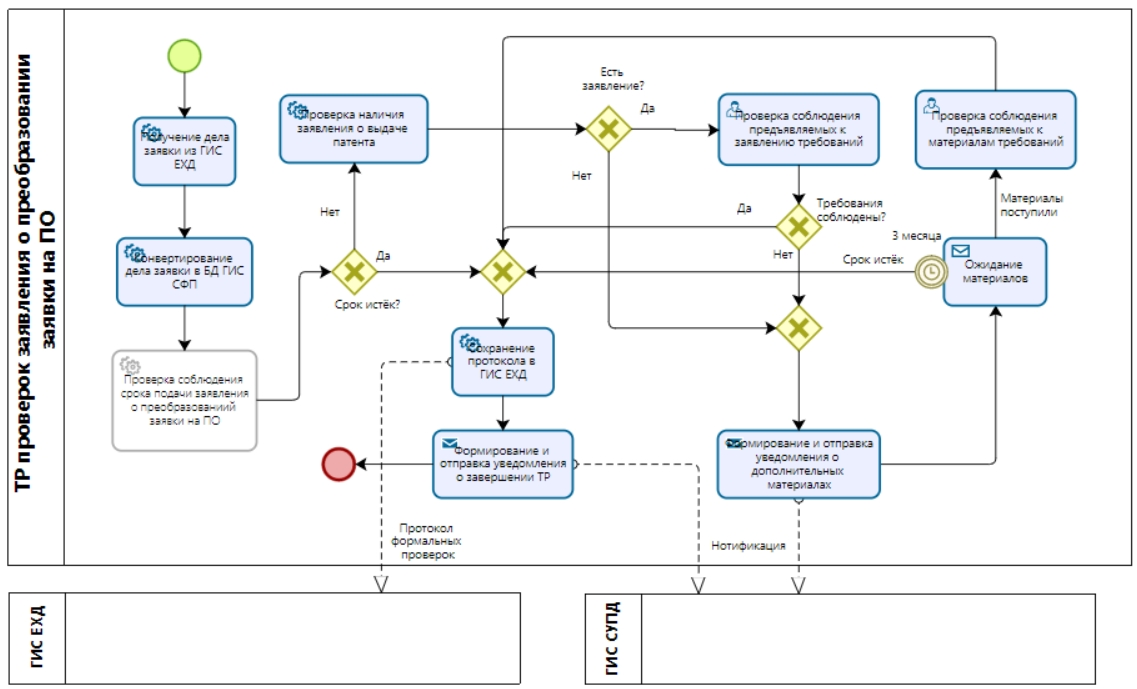 ТР проверок заявления о преобразовании
заявки на ПО
Получение дела
заявки из ГИС
ЕХД
Конвертирование
дела заявки в БД ГИС
СФП
Проверка соблюдения
срока подачи заявления
о преобразованиий
заявки на ПО
Срок истёк?
Нет
Да
Проверка наличия
заявления о выдаче
патента
Есть
заявление?
Да
Нет
Проверка соблюдения
предъявляемых к
заявлению требований
Требования
соблюдены?
Да
Нет
Проверка соблюдения
предъявляемых к
материалам требований
Материалы
поступили
3 месяца
Срок истёк
Ожидание
материалов
Сохранение
протокола в
ГИС ЕХД
Формирование и
отправка уведомления
о завершении ТР
Формирование и отправка
уведомления о
дополнительных
материалах
Протокол
формальных
проверок
Нотификация
ГИС ЕХД
ГИС СУПД